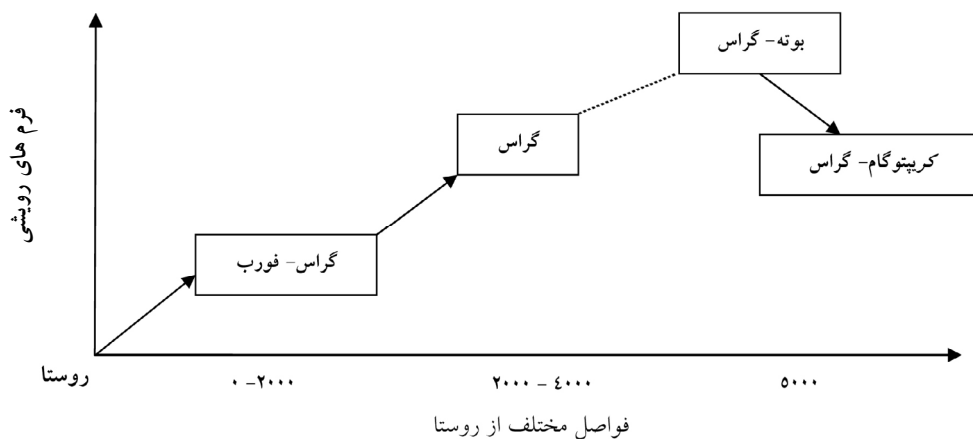 بوته- گراس
گراس
کریپتوگام- گراس
گراس- فورب
فرم های رویشی
روستا
۰-۲۰۰۰
۲۰۰۰ - ٤۰۰۰
۵۰۰۰
فواصل مختلف از روستا